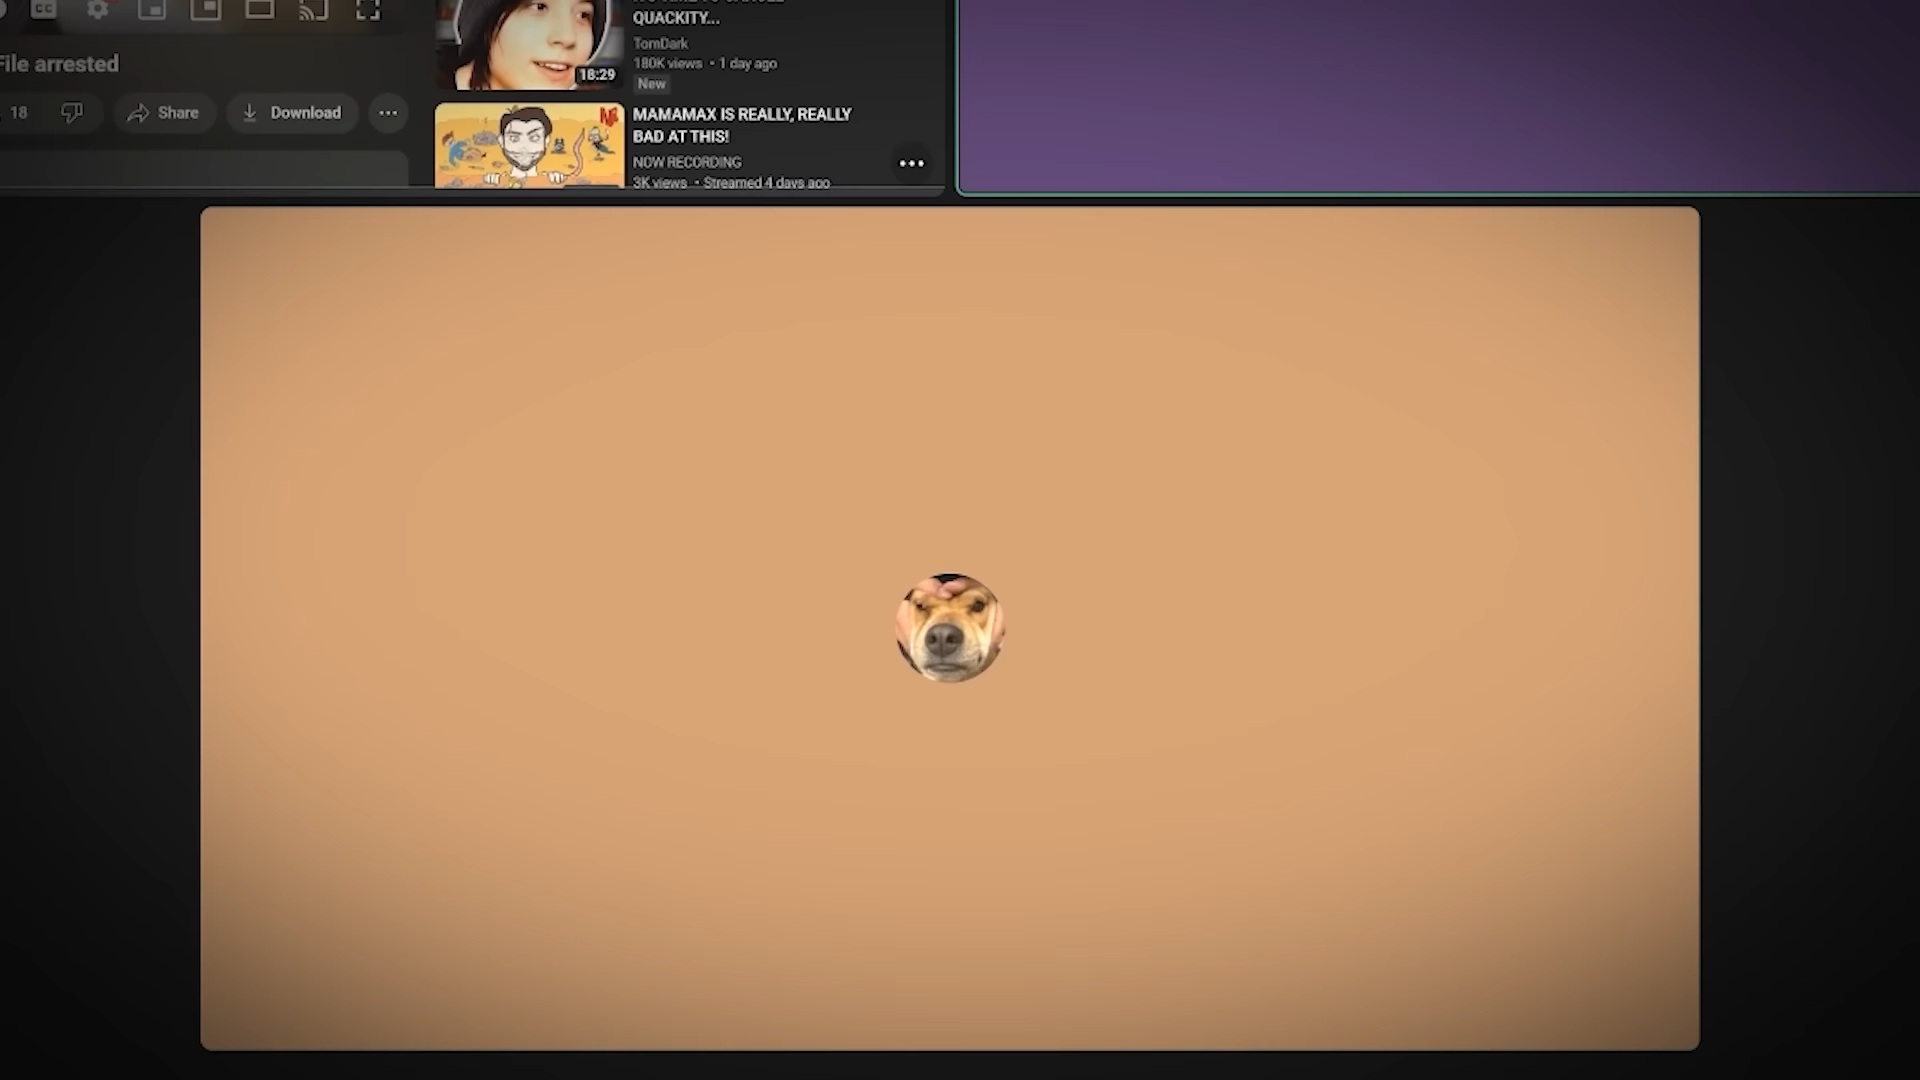 CC
File arrested
18
Share
Download
QUACKITY...
TomDark
180K views • 1 day ago
New
18:29
MAMAMAX IS REALLY, REALLY
BAD AT THIS!
NOW RECORDING
3K views • Streamed 4 days ago